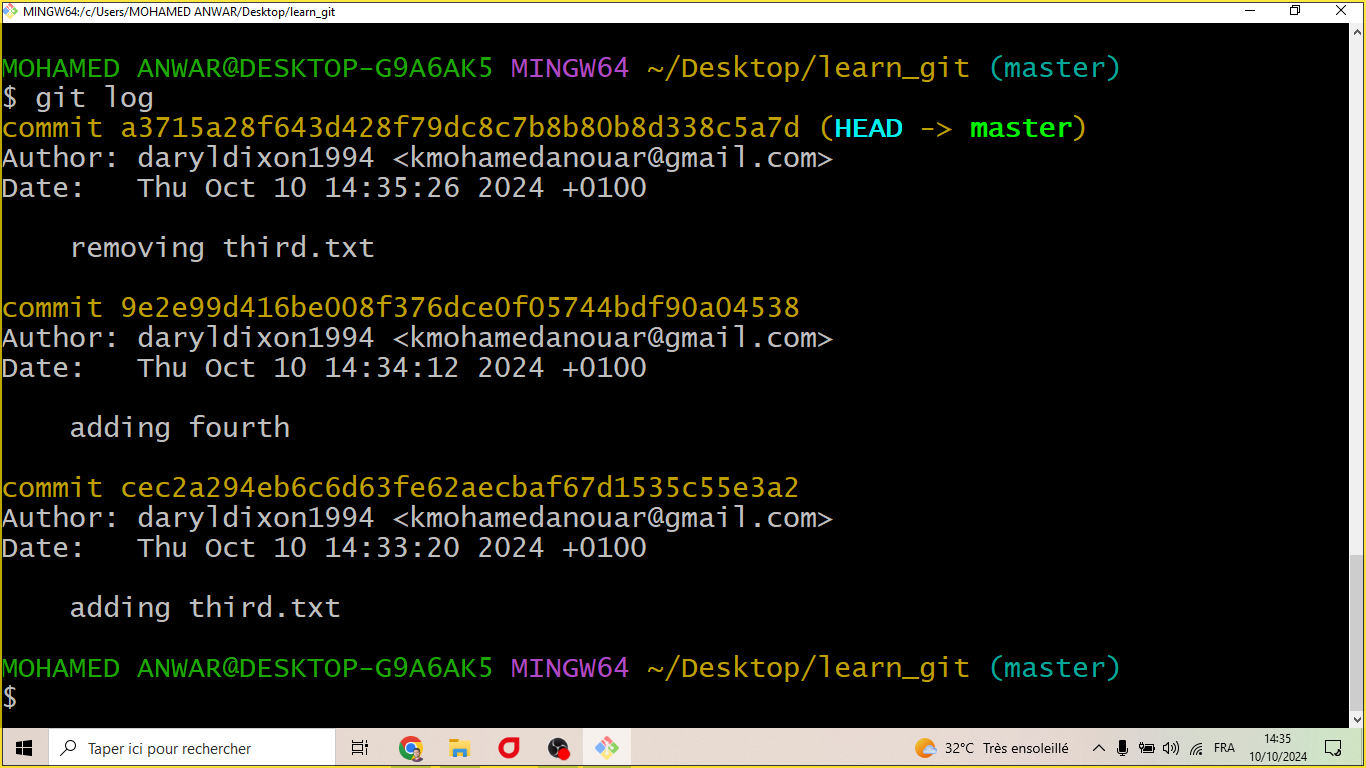 MINGW64:/c/Users/MOHAMED ANWAR/Desktop/learn_git
MOHAMED ANWAR@DESKTOP-G9A6AK5 MINGW64 ~/Desktop/learn_git (master)
$ git log
commit a3715a28f643d428f79dc8c7b8b80b8d338c5a7d (HEAD -> master)
Author: daryldixon1994 <kmohamedanouar@gmail.com>
Date:   Thu Oct 10 14:35:26 2024 +0100
removing third.txt
commit 9e2e99d416be008f376dce0f05744bdf90a04538
Author: daryldixon1994 <kmohamedanouar@gmail.com>
Date:   Thu Oct 10 14:34:12 2024 +0100
adding fourth
commit cec2a294eb6c6d63fe62aecbaf67d1535c55e3a2
Author: daryldixon1994 <kmohamedanouar@gmail.com>
Date:   Thu Oct 10 14:33:20 2024 +0100
adding third.txt
MOHAMED ANWAR@DESKTOP-G9A6AK5 MINGW64 ~/Desktop/learn_git (master)
$
Taper ici pour rechercher
32°C Très ensoleillé
FRA
14:35
10/10/2024